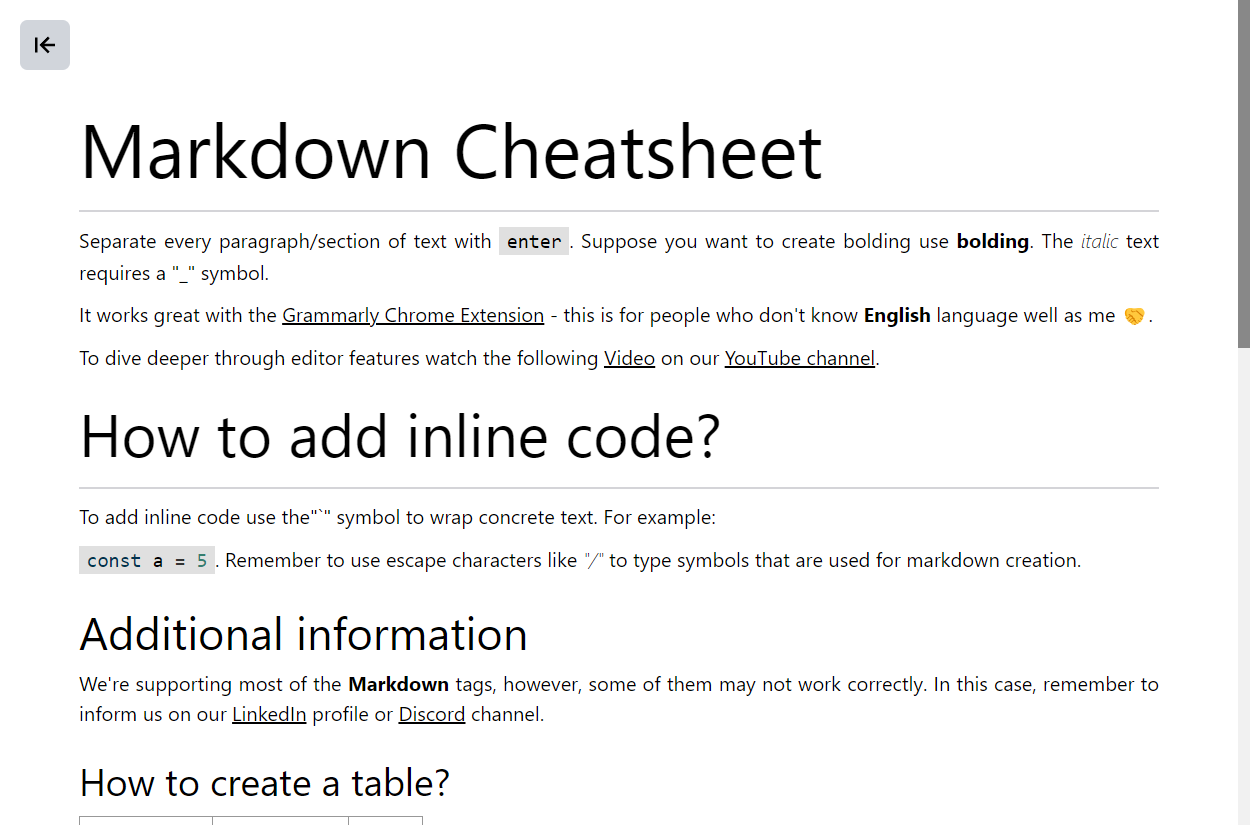 Markdown Cheatsheet
Separate every paragraph/section of text with enter. Suppose you want to create bolding use bolding. The italic text
requires a "_" symbol.
It works great with the Grammarly Chrome Extension - this is for people who don't know English language well as me 🤝.
To dive deeper through editor features watch the following Video on our YouTube channel.
How to add inline code?
To add inline code use the"`" symbol to wrap concrete text. For example:
const a = 5. Remember to use escape characters like "/" to type symbols that are used for markdown creation.
Additional information
We're supporting most of the Markdown tags, however, some of them may not work correctly. In this case, remember to
inform us on our LinkedIn profile or Discord channel.
How to create a table?